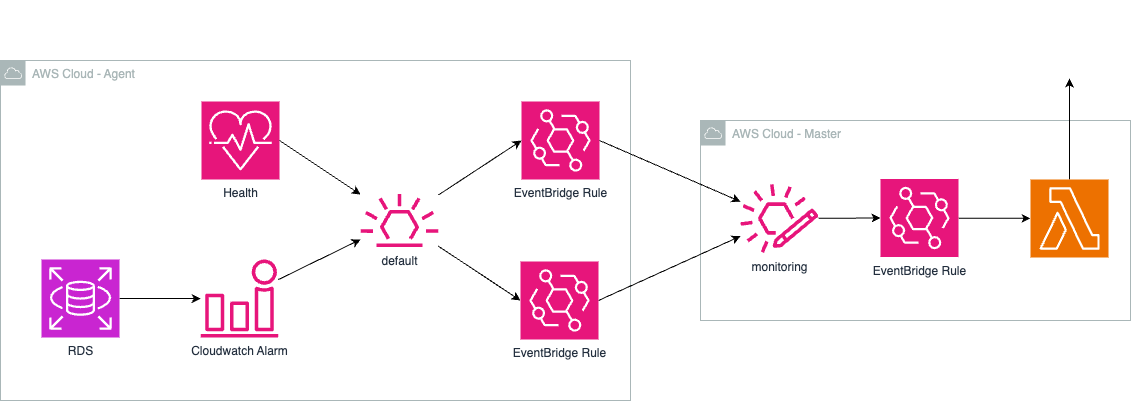 AWS Cloud - Agent
Health
EventBridge Rule
AWS Cloud - Master
default
monitoring
EventBridge Rule
RDS
Cloudwatch Alarm
EventBridge Rule